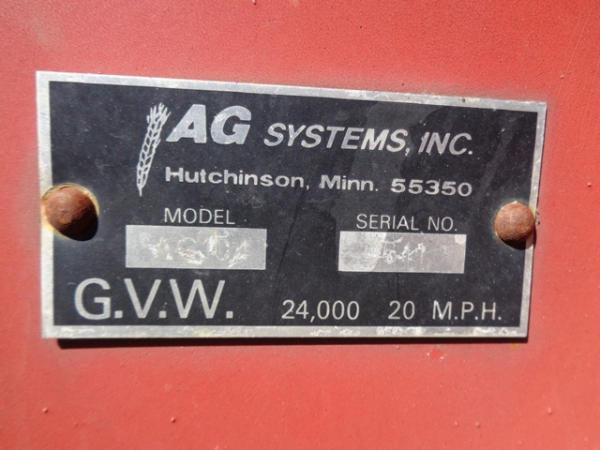 AG SYSTEMS, INC.
Hutchinson, Minn. 55350
MODEL
SERIAL NO.
G.V.W. 24,000 20 M.P.H.